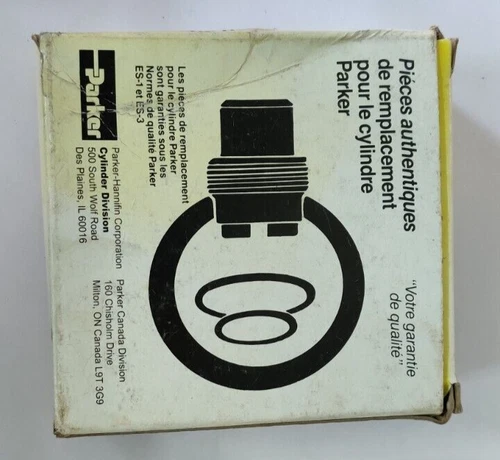 Pièces authentiques
de remplacement
pour le cylindre
Parker
"Votre garantie
de qualité"
Les pièces de remplacement
pour le cylindre Parker
sont garanties sous les
Normes de qualité Parker
ES-1 et ES-3
Parker
Parker-Hannifin Corporation
Cylinder Division
500 South Wolf Road
Des Plaines, IL 60016
Parker Canada Division
160 Chisholm Drive
Milton, ON Canada L9T 3G9